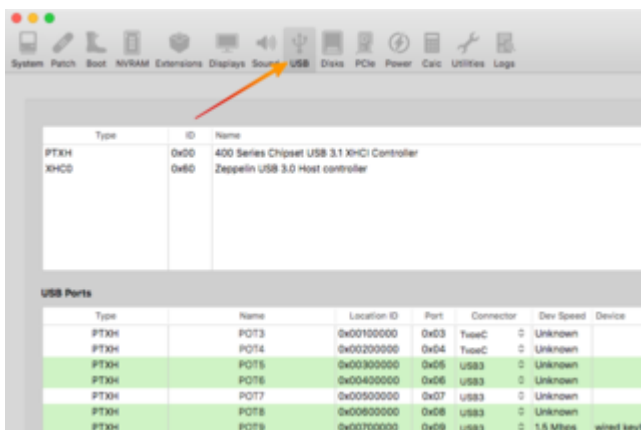 System Patch Boot NVRAM Extensions Displays Sound USB Disks PCIe Power Calc Utilities Logs
Type ID Name
PTXH 0x00 400 Series Chipset USB 3.1 XHCI Controller
XHC0 0x60 Zeppelin USB 3.0 Host controller
USB Ports
Type Name Location ID Port Connector Dev Speed Device
PTXH POT3 0x00100000 0x03 TypeC Unknown
PTXH POT4 0x00200000 0x04 TypeC Unknown
PTXH POT5 0x00300000 0x05 USB3 Unknown
PTXH POT6 0x00400000 0x06 USB3 Unknown
PTXH POT7 0x00500000 0x07 USB3 Unknown
PTXH POT8 0x00600000 0x08 USB3 Unknown
PTXH POT9 0x00700000 0x09 USB3 1.5 Mbps wired key